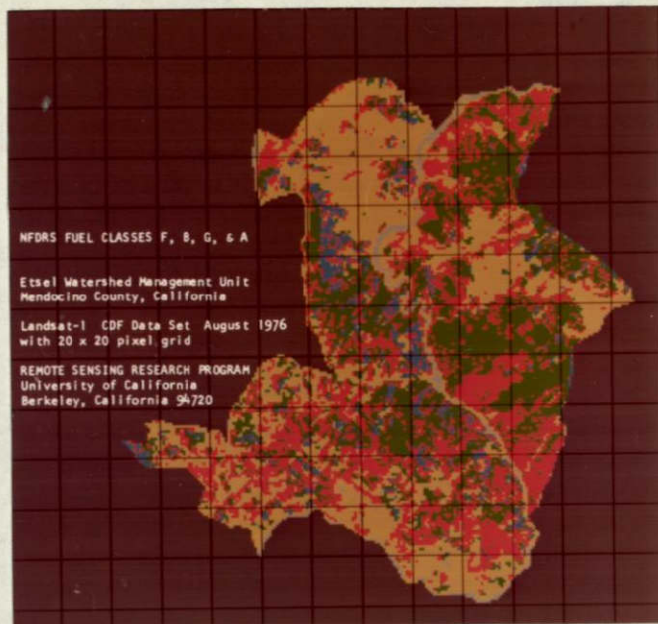 NFDRS FUEL CLASSES F, B, G, & A
Etsel Watershed Management Unit
Mendocino County, California
Landsat-1 CDF Data Set August 1976
with 20 x 20 pixel grid
REMOTE SENSING RESEARCH PROGRAM
University of California
Berkeley, California 94720